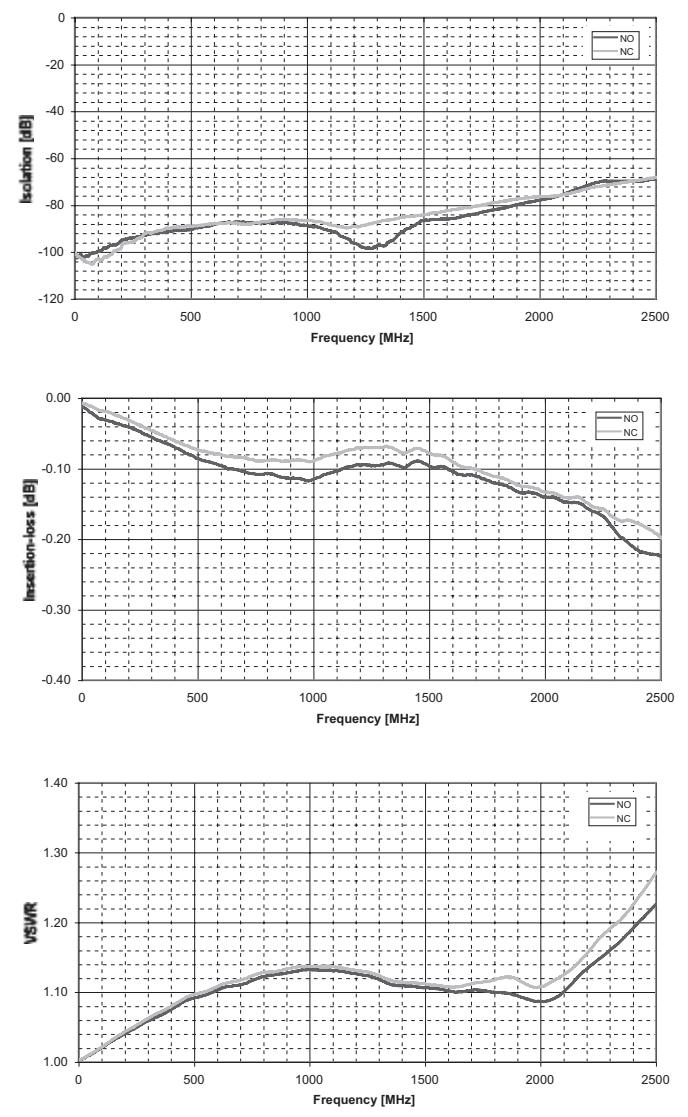 0
-20
-40
-60
-80
-100
-120
Isolation [dB]
NO
NC
0 500 1000 1500 2000 2500
Frequency [MHz]
0.00
-0.10
-0.20
-0.30
-0.40
Insertion-loss [dB]
NO
NC
0 500 1000 1500 2000 2500
Frequency [MHz]
1.40
1.30
1.20
1.10
1.00
VSWR
NO
NC
0 500 1000 1500 2000 2500
Frequency [MHz]